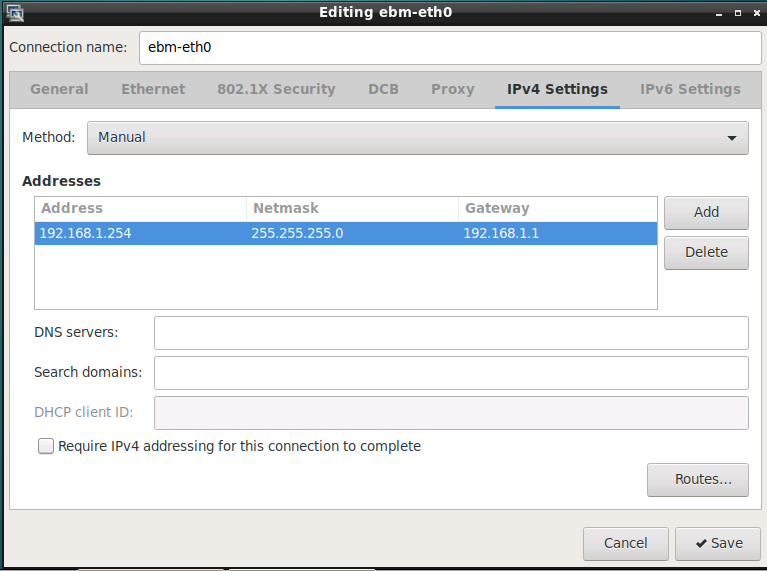 Editing ebm-eth0
Connection name: ebm-eth0
General Ethernet 802.1X Security DCB Proxy IPv4 Settings IPv6 Settings
Method: Manual
Addresses
Address Netmask Gateway
192.168.1.254 255.255.255.0 192.168.1.1
Add
Delete
DNS servers:
Search domains:
DHCP client ID:
Require IPv4 addressing for this connection to complete
Routes...
Cancel Save